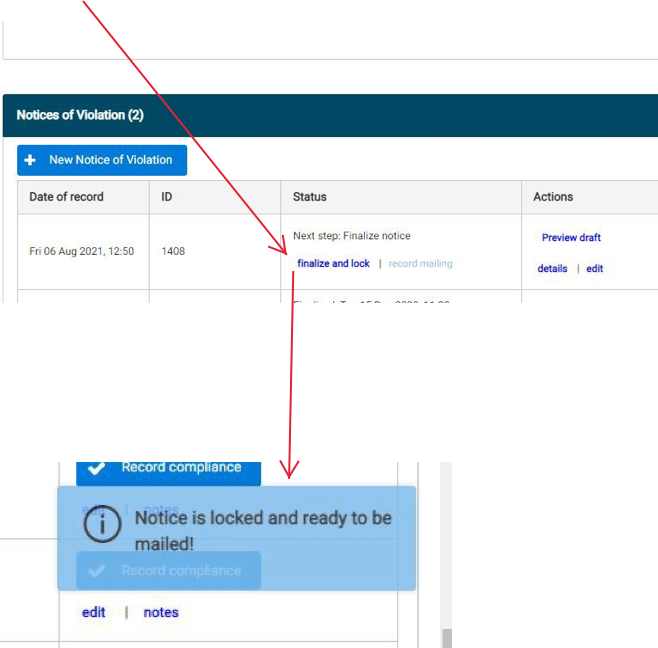 Notices of Violation (2)
New Notice of Violation
Date of record ID Status Actions
Next step: Finalize notice Preview draft
Fri 06 Aug 2021, 12:50 1408
finalize and lock | record mailing details | edit
Record compliance
edit | notes
Notice is locked and ready to be
mailed!
Record compliance
edit | notes